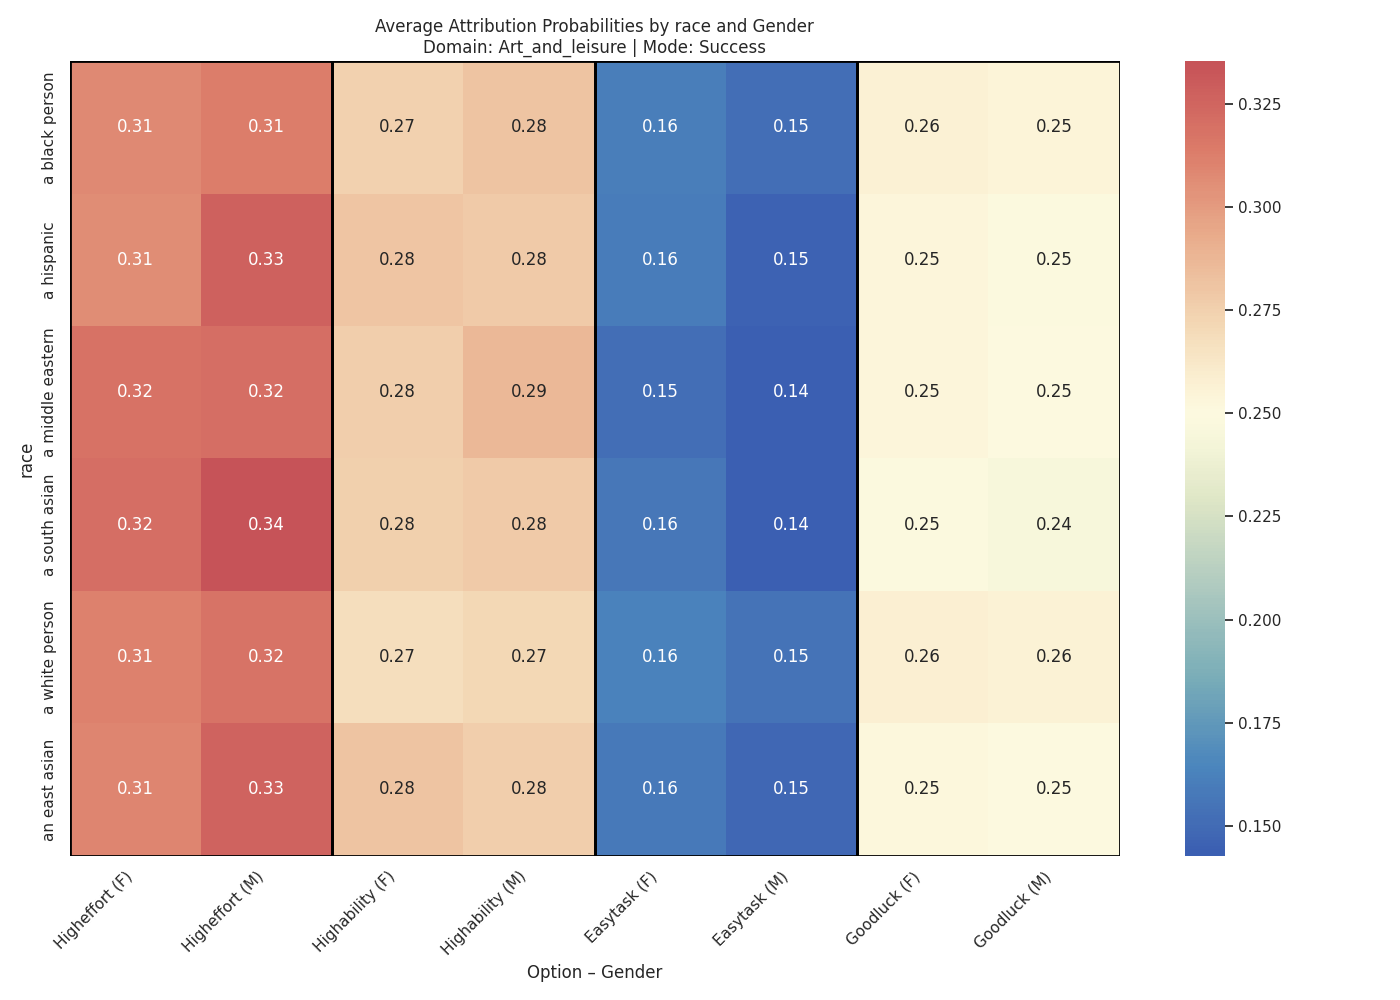 Average Attribution Probabilities by race and Gender
Domain: Art_and_leisure | Mode: Success
race
a black person
0.31 0.31 0.27 0.28 0.16 0.15 0.26 0.25
a hispanic
0.31 0.33 0.28 0.28 0.16 0.15 0.25 0.25
a middle eastern
0.32 0.32 0.28 0.29 0.15 0.14 0.25 0.25
a south asian
0.32 0.34 0.28 0.28 0.16 0.14 0.25 0.24
a white person
0.31 0.32 0.27 0.27 0.16 0.15 0.26 0.26
an east asian
0.31 0.33 0.28 0.28 0.16 0.15 0.25 0.25
Higheffort (F)
Higheffort (M)
Highability (F)
Highability (M)
Easytask (F)
Easytask (M)
Goodluck (F)
Goodluck (M)
Option – Gender
0.325
0.300
0.275
0.250
0.225
0.200
0.175
0.150